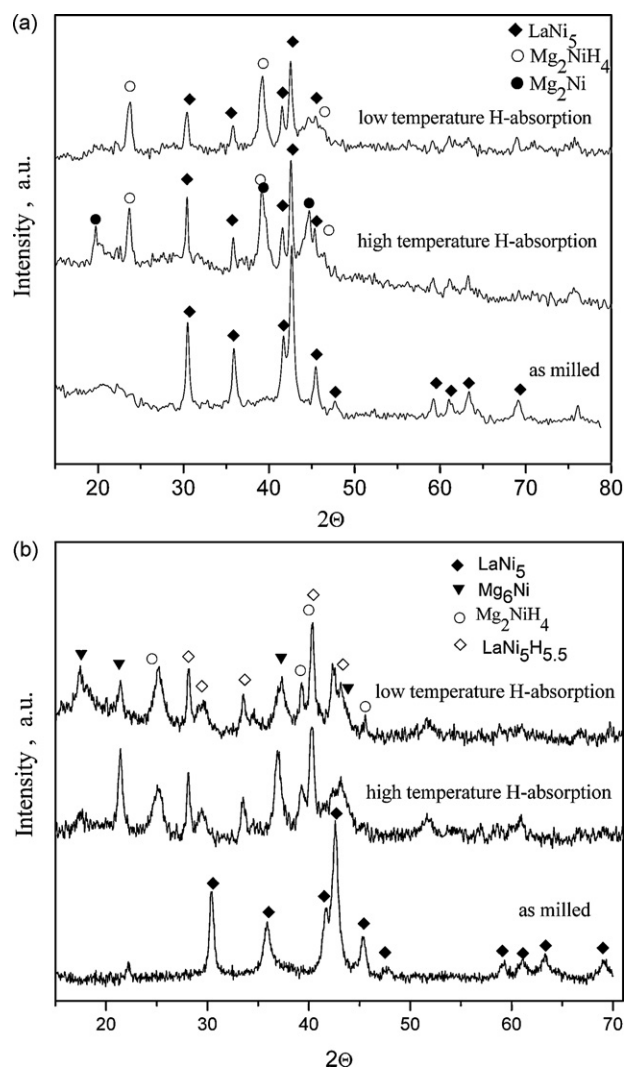 (a)
LaNi5
Mg2NiH4
Mg2Ni
low temperature H-absorption
high temperature H-absorption
as milled
Intensity , a.u.
20 30 40 50 60 70 80
2Θ
(b)
LaNi5
Mg6Ni
Mg2NiH4
LaNi5H5.5
low temperature H-absorption
high temperature H-absorption
as milled
Intensity , a.u.
20 30 40 50 60 70
2Θ